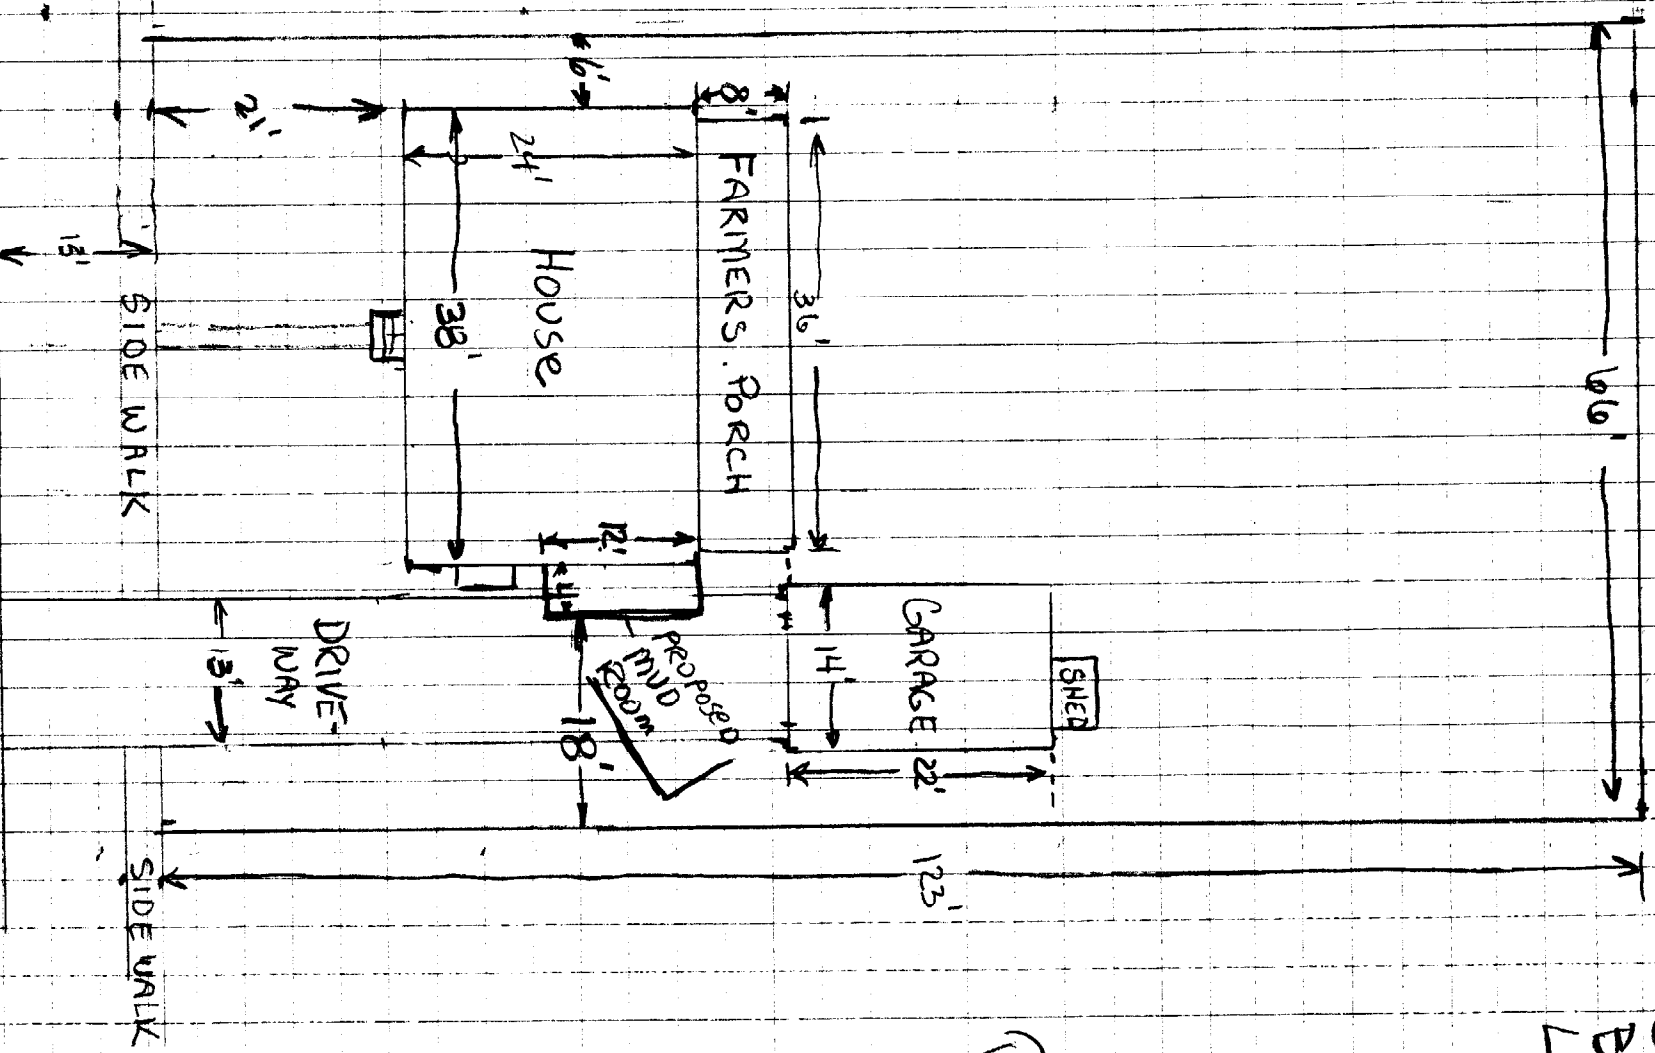 66'
123'
6'
8'
21'
24'
38'
HOUSE
FARMERS. PORCH
36'
12'
4'
PROPOSED
MUD
ROOM
18'
GARAGE
14'
22'
SHED
DRIVE-
WAY
13'
SIDE WALK
SIDE WALK